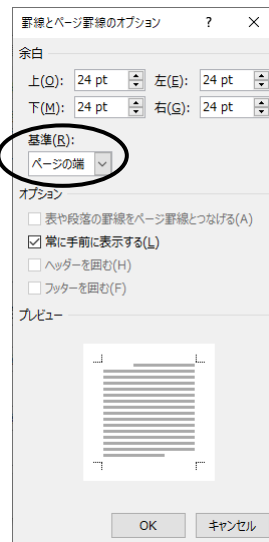 罫線とページ罫線のオプション ? ×
余白
上(O): 24 pt 左(E): 24 pt
下(M): 24 pt 右(G): 24 pt
基準(R):
ページの端
オプション
表や段落の罫線をページ罫線とつなげる(A)
常に手前に表示する(L)
ヘッダーを囲む(H)
フッターを囲む(F)
プレビュー
OK キャンセル